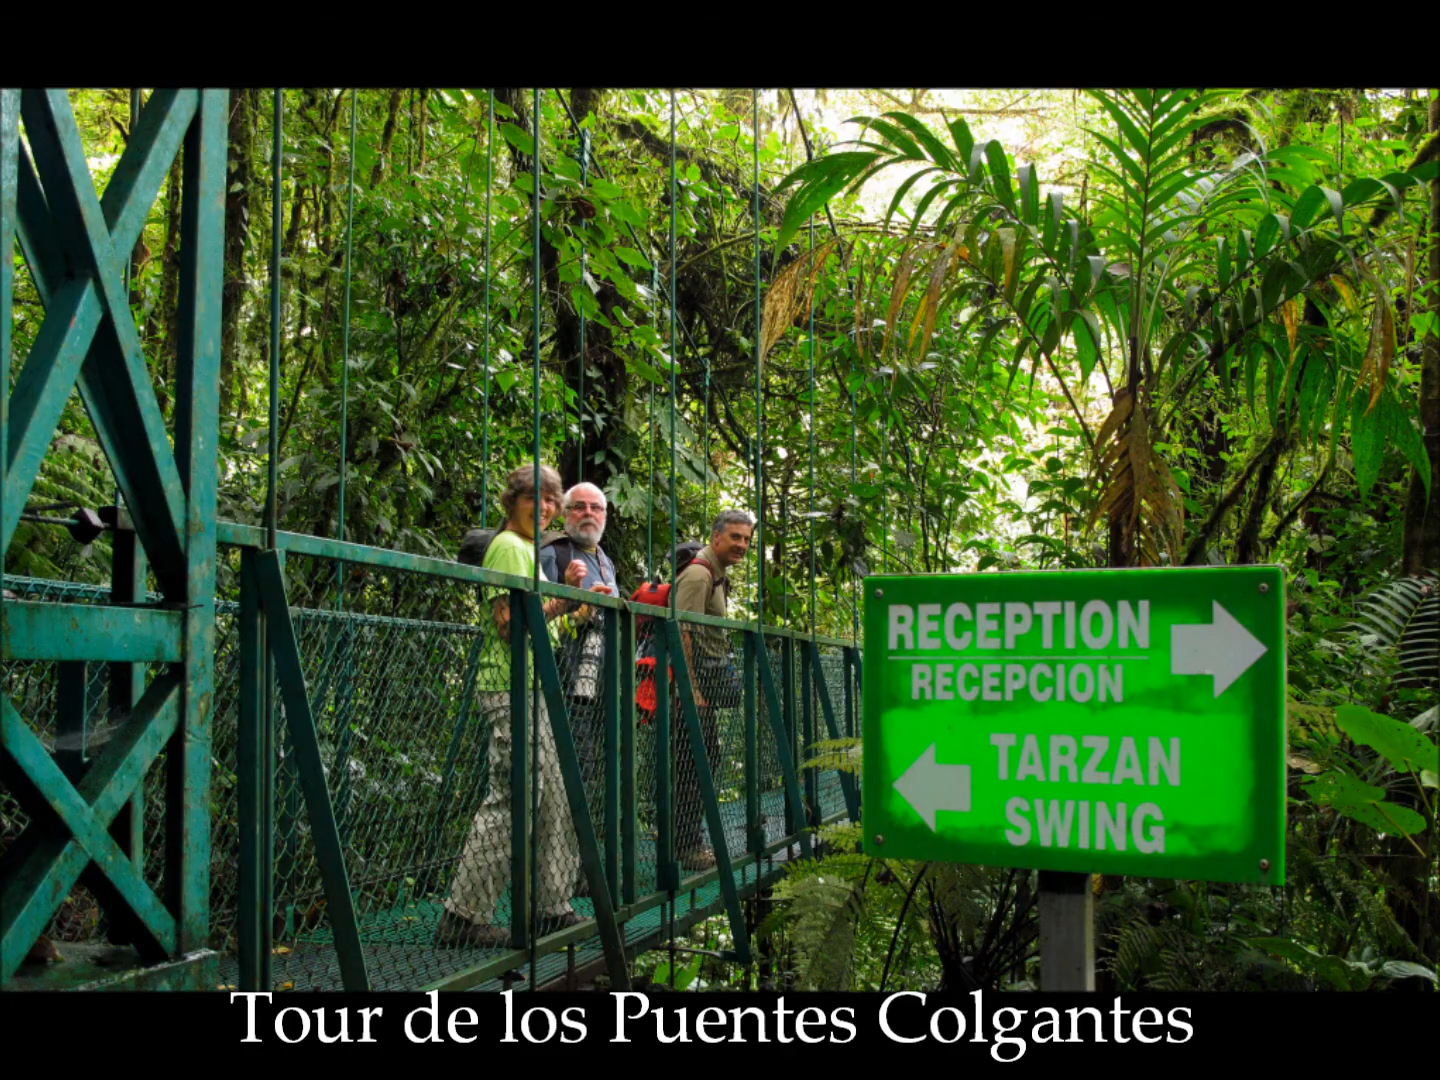 RECEPTION
RECEPCION
TARZAN
SWING
Tour de los Puentes Colgantes